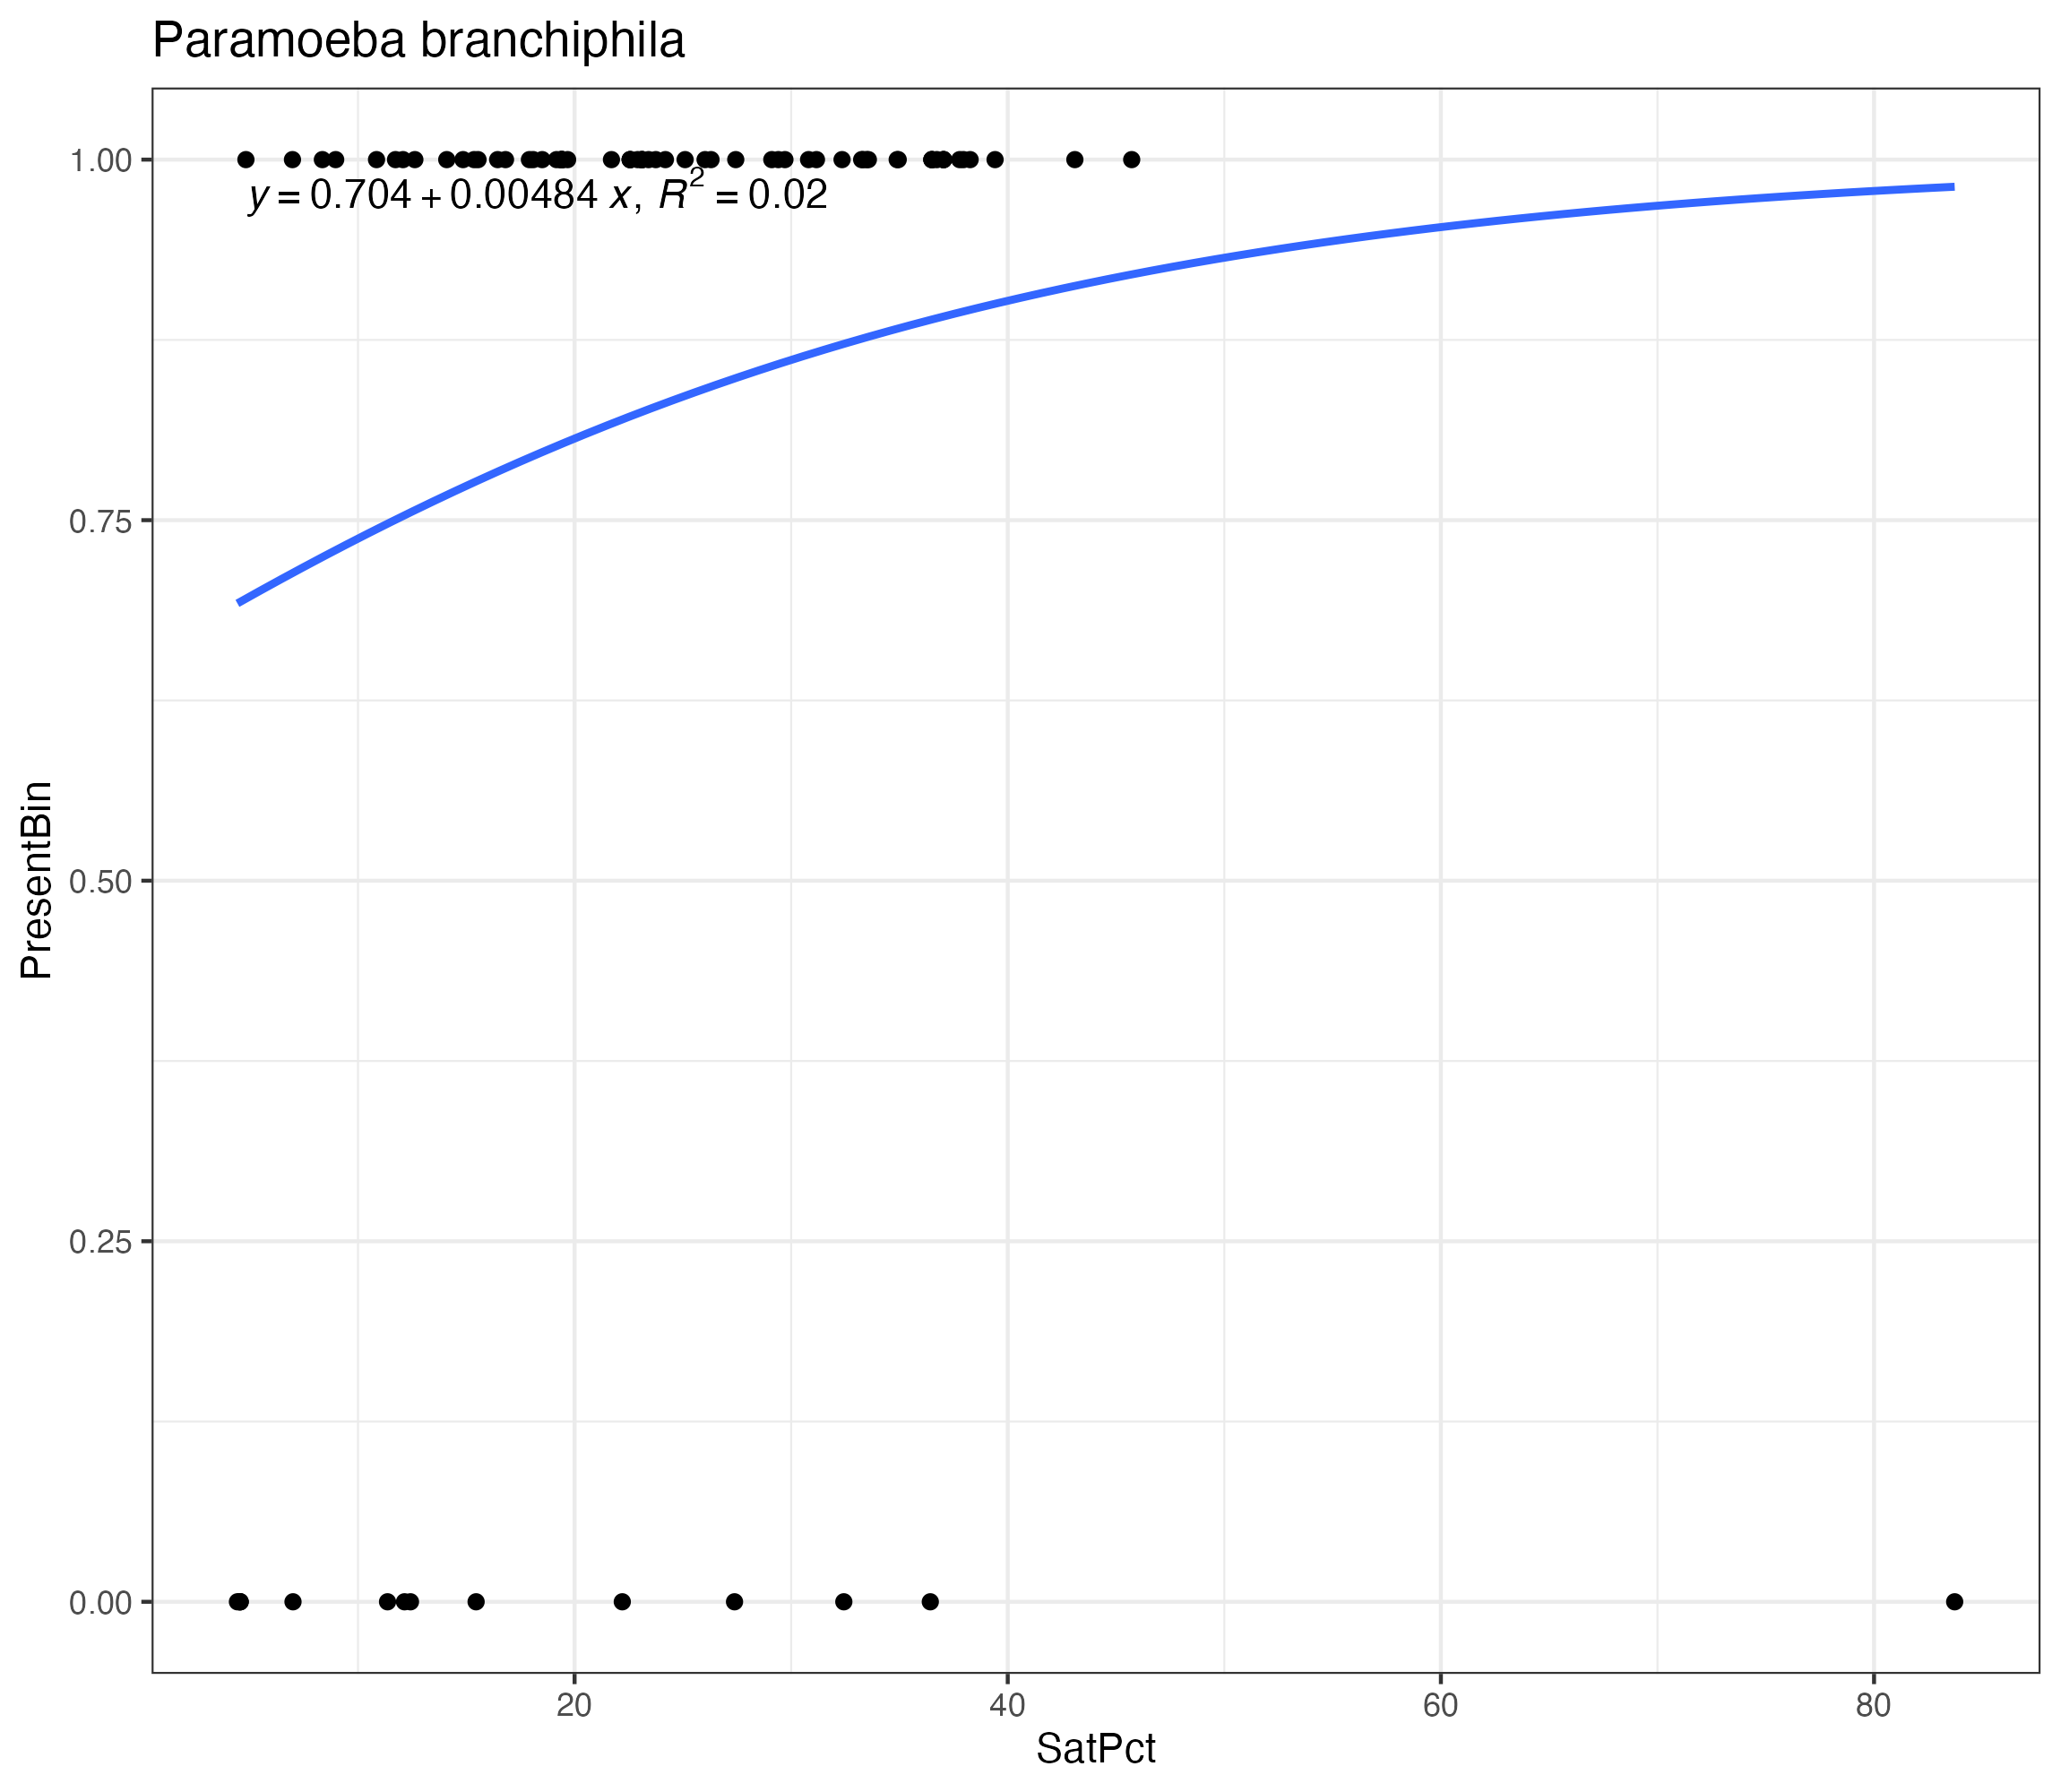 Paramoeba branchiphila
1.00
y = 0.704 + 0.00484 x, R² = 0.02
0.75
PresentBin
0.50
0.25
0.00
20 40 60 80
SatPct